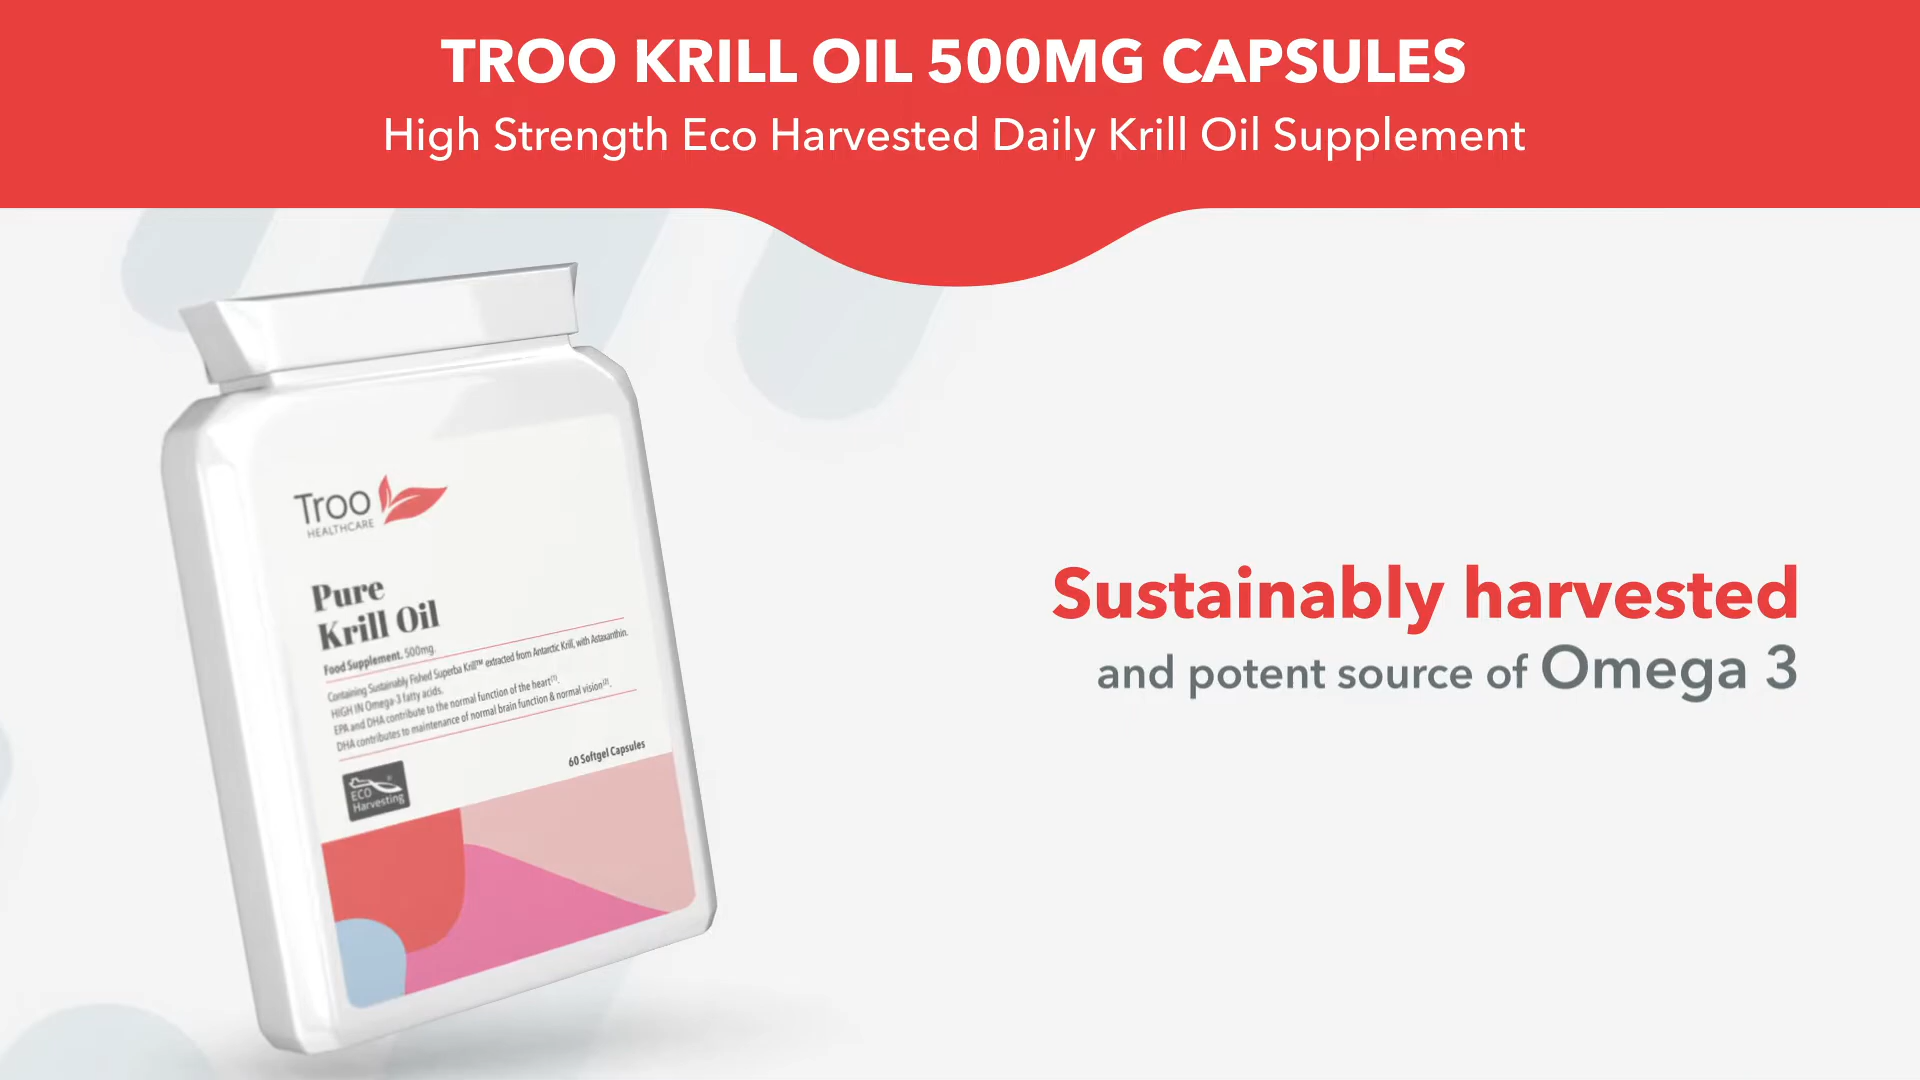 TROO KRILL OIL 500MG CAPSULES
High Strength Eco Harvested Daily Krill Oil Supplement
Troo
HEALTHCARE
Pure
Krill Oil
Food Supplement. 500mg.
Containing Sustainably Fished Superba Krill™ extracted from Antarctic Krill, with Astaxanthin.
HIGH IN Omega-3 fatty acids.
EPA and DHA contribute to the normal function of the heart(1).
DHA contributes to maintenance of normal brain function & normal vision(2).
60 Softgel Capsules
ECO
Harvesting
®
Sustainably harvested
and potent source of Omega 3